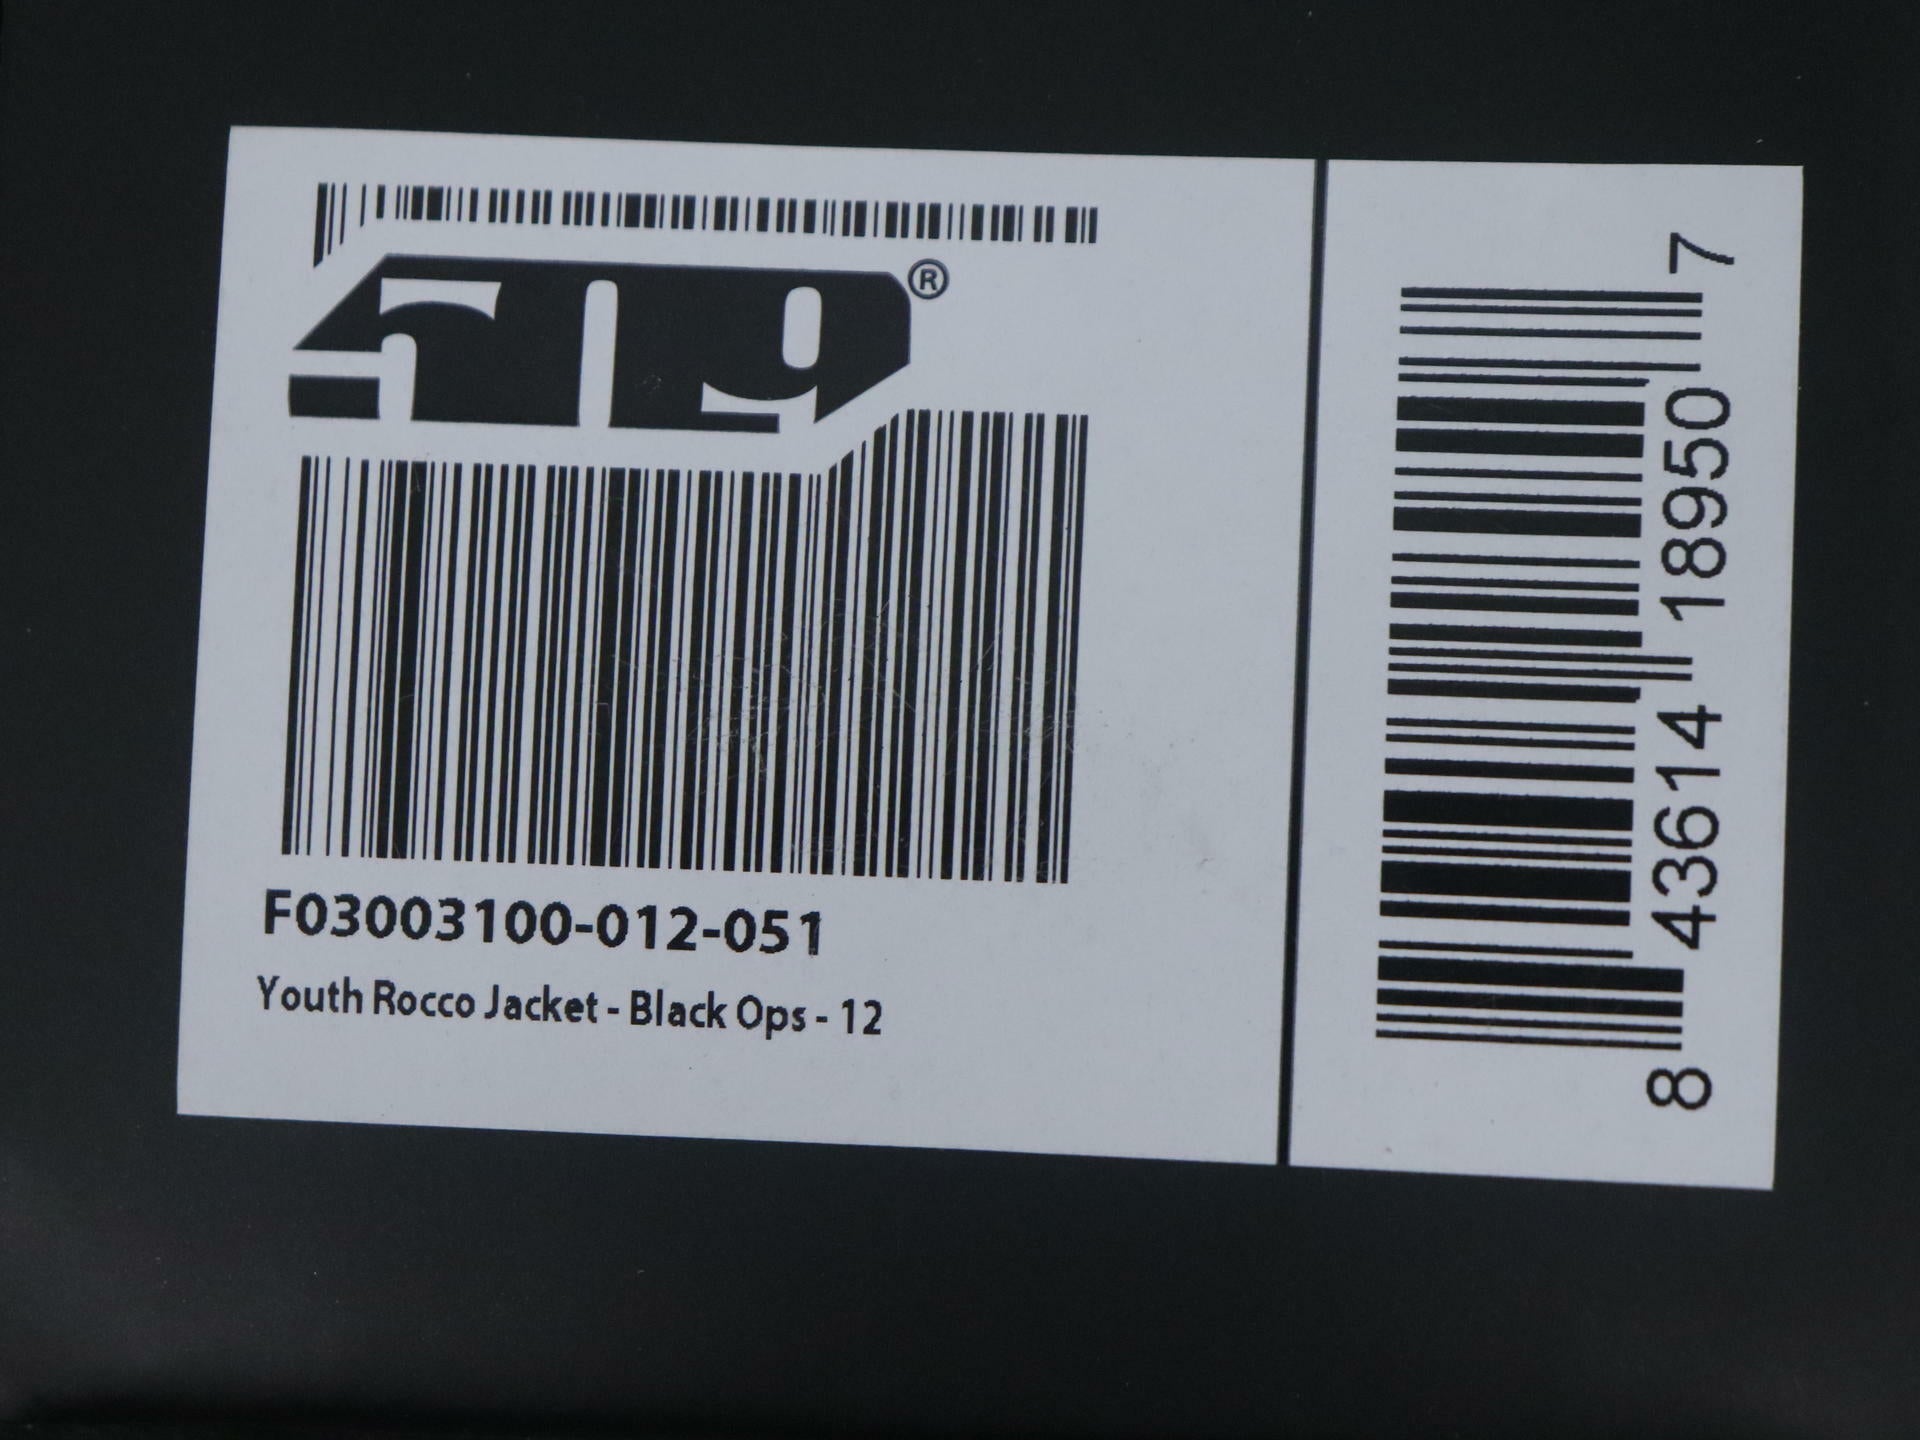 509®
F03003100-012-051
Youth Rocco Jacket - Black Ops - 12
8 43614 18950 7